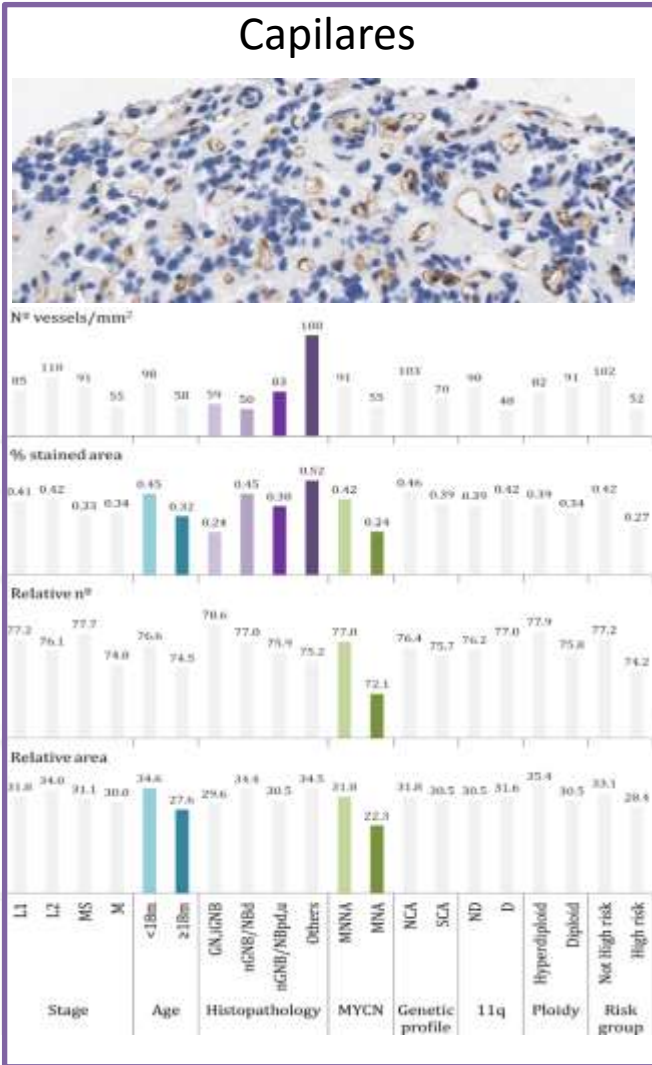 Capilares
Nº vessels/mm²
85 110 91 55 58 59 50 83 91 55 103 70 90 82 91 102 52
% stained area
0.41 0.42 0.33 0.34 0.45 0.32 0.24 0.45 0.52 0.42 0.24 0.46 0.39 0.39 0.42 0.39 0.34 0.42 0.27
Relative nº
77.2 76.1 77.7 76.6 74.5 78.6 77.0 75.9 75.2 77.0 72.1 76.4 75.7 76.2 77.0 77.9 75.8 77.2 74.2
Relative area
31.8 34.0 31.1 30.0 34.6 27.6 29.6 34.4 30.5 34.5 31.8 22.3 31.8 30.5 30.5 31.6 35.4 30.5 33.1 28.4
L1 L2 MS M <18m ≥18m GN,iGNB nGNB/NBd nGNB/NBpd,u Others MNNA MNA NCA SCA ND D Hyperdiploid Diploid Not High risk High risk
Stage Age Histopathology MYCN Genetic profile 11q Ploidy Risk group